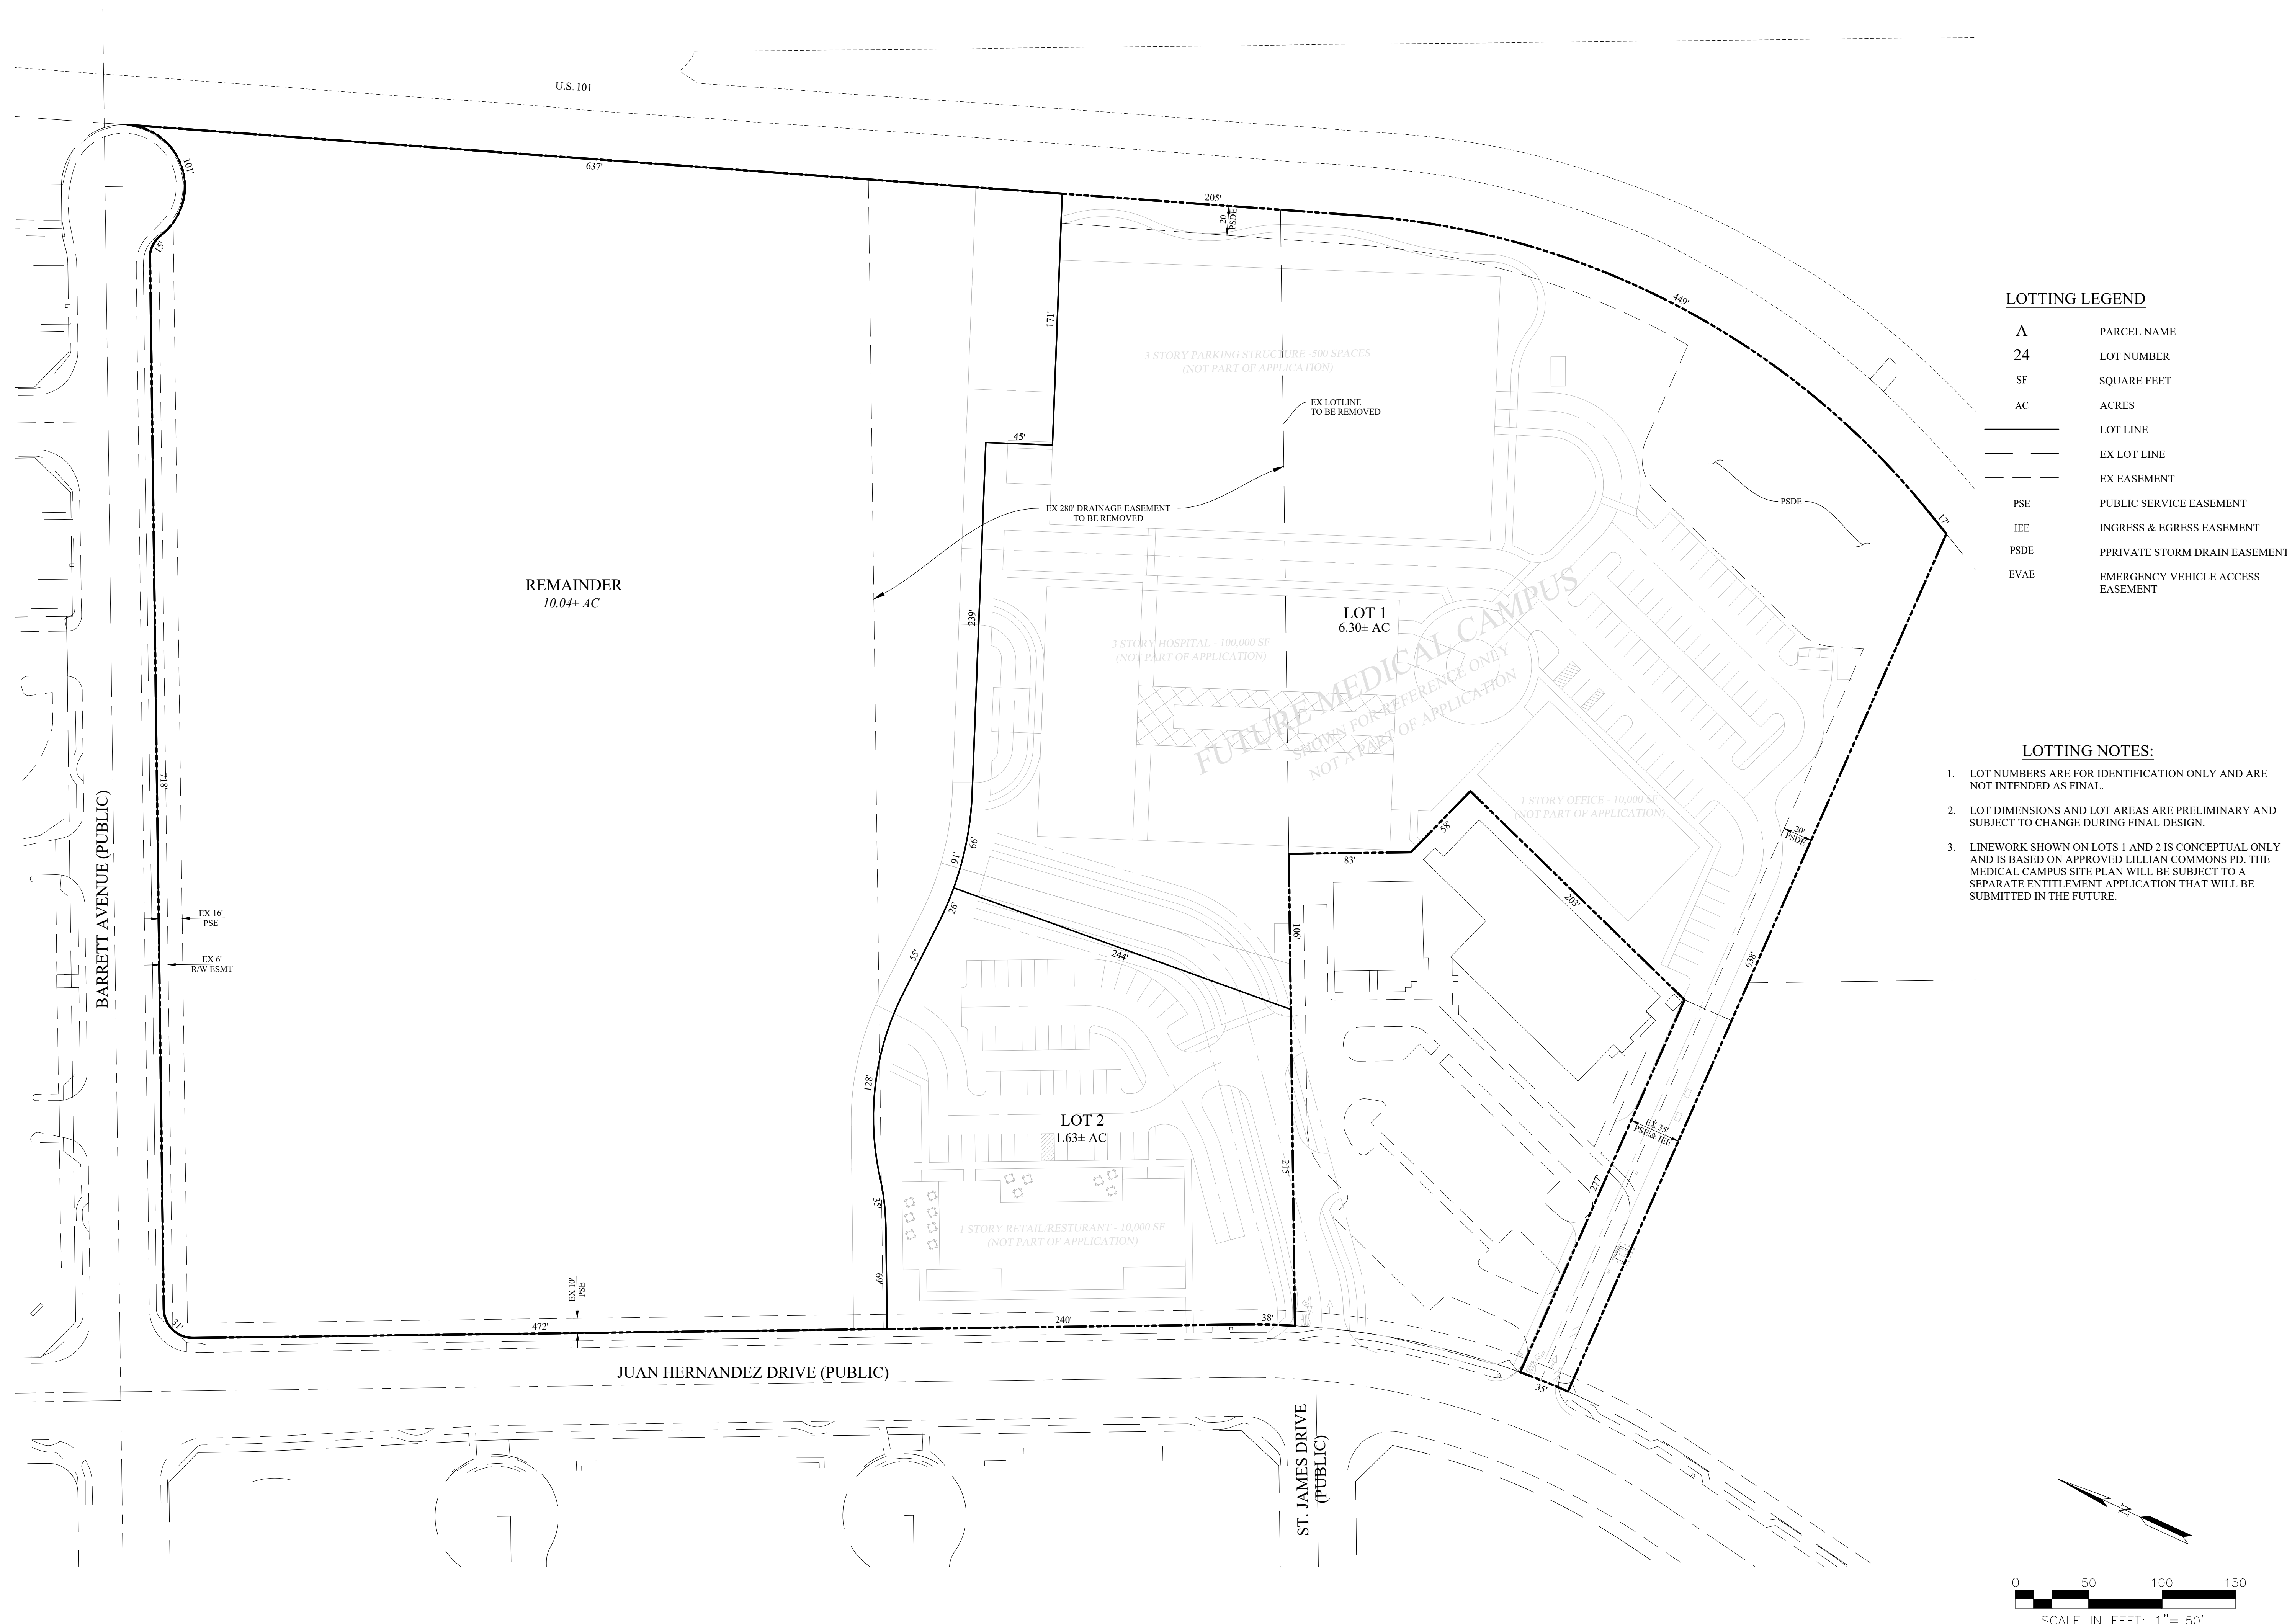 U.S. 101
637'
101'
15'
205'
20'
PSDE
449'
17'
171'
3 STORY PARKING STRUCTURE -500 SPACES
(NOT PART OF APPLICATION)
EX LOTLINE
TO BE REMOVED
45'
EX 280' DRAINAGE EASEMENT
TO BE REMOVED
PSDE
REMAINDER
10.04± AC
239'
LOT 1
6.30± AC
3 STORY HOSPITAL - 100,000 SF
(NOT PART OF APPLICATION)
FUTURE MEDICAL CAMPUS
SHOWN FOR REFERENCE ONLY
NOT A PART OF APPLICATION
718'
BARRETT AVENUE (PUBLIC)
1 STORY OFFICE - 10,000 SF
(NOT PART OF APPLICATION)
20'
PSDE
66'
91'
83'
58'
203'
26'
106'
55'
244'
638'
EX 16'
PSE
EX 6'
R/W ESMT
128'
LOT 2
1.63± AC
215'
EX 35'
PSE& IEE
277'
35'
1 STORY RETAIL/RESTURANT - 10,000 SF
(NOT PART OF APPLICATION)
69'
EX 10'
PSE
31'
472'
240'
38'
35'
JUAN HERNANDEZ DRIVE (PUBLIC)
ST. JAMES DRIVE
(PUBLIC)
LOTTING LEGEND
A PARCEL NAME
24 LOT NUMBER
SF SQUARE FEET
AC ACRES
LOT LINE
EX LOT LINE
EX EASEMENT
PSE PUBLIC SERVICE EASEMENT
IEE INGRESS & EGRESS EASEMENT
PSDE PPRIVATE STORM DRAIN EASEMENT
EVAE EMERGENCY VEHICLE ACCESS
EASEMENT
LOTTING NOTES:
1. LOT NUMBERS ARE FOR IDENTIFICATION ONLY AND ARE
NOT INTENDED AS FINAL.
2. LOT DIMENSIONS AND LOT AREAS ARE PRELIMINARY AND
SUBJECT TO CHANGE DURING FINAL DESIGN.
3. LINEWORK SHOWN ON LOTS 1 AND 2 IS CONCEPTUAL ONLY
AND IS BASED ON APPROVED LILLIAN COMMONS PD. THE
MEDICAL CAMPUS SITE PLAN WILL BE SUBJECT TO A
SEPARATE ENTITLEMENT APPLICATION THAT WILL BE
SUBMITTED IN THE FUTURE.
N
0 50 100 150
SCALE IN FEET: 1"= 50'